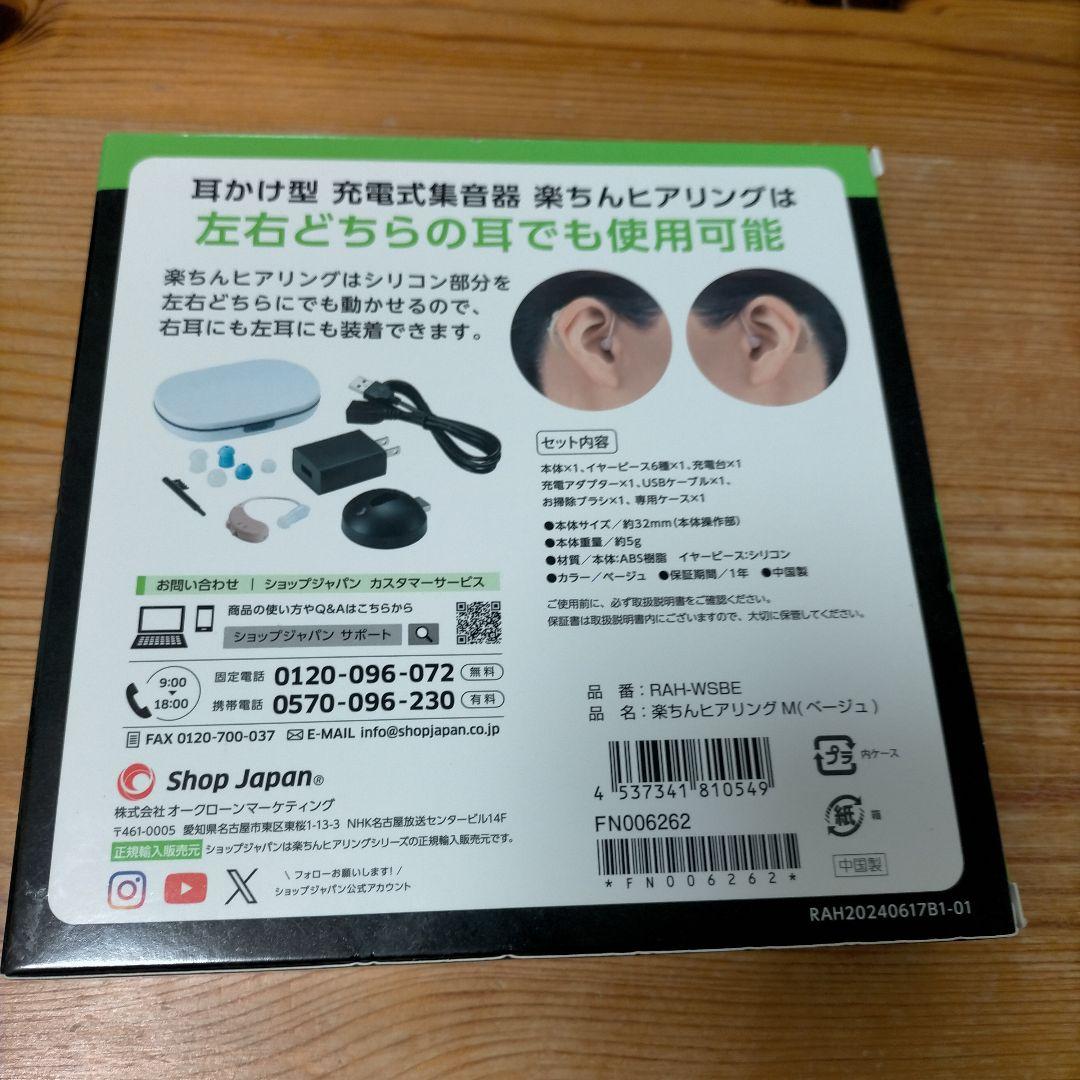 耳かけ型 充電式集音器 楽ちんヒアリングは
左右どちらの耳でも使用可能
楽ちんヒアリングはシリコン部分を
左右どちらにでも動かせるので、
右耳にも左耳にも装着できます。
セット内容
本体×1、イヤーピース6種×1、充電台×1
充電アダプター×1、USBケーブル×1、
お掃除ブラシ×1、専用ケース×1
●本体サイズ/約32mm(本体操作部)
●本体重量/約5g
●材質/本体:ABS樹脂 イヤーピース:シリコン
●カラー/ベージュ ●保証期間/1年 ●中国製
ご使用前に、必ず取扱説明書をご確認ください。
保証書は取扱説明書内にございますので、大切に保管してください。
お問い合わせ | ショップジャパン カスタマーサービス
商品の使い方やQ&Aはこちらから
ショップジャパン サポート
9:00
18:00
固定電話 0120-096-072 無料
携帯電話 0570-096-230 有料
FAX 0120-700-037 E-MAIL info@shopjapan.co.jp
Shop Japan®
株式会社オークローンマーケティング
〒461-0005 愛知県名古屋市東区東桜1-13-3 NHK名古屋放送センタービル14F
正規輸入販売元 ショップジャパンは楽ちんヒアリングシリーズの正規輸入販売元です。
\ フォローお願いします! /
ショップジャパン公式アカウント
品 番:RAH-WSBE
品 名:楽ちんヒアリング M(ベージュ)
4 537341 810549
FN006262
*FN006262*
プラ 内ケース
紙 箱
中国製
RAH20240617B1-01